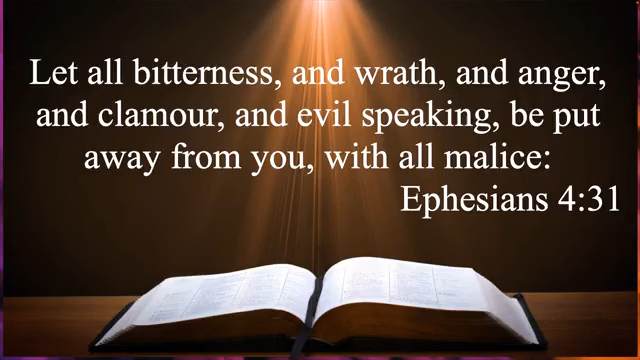 Let all bitterness, and wrath, and anger,
and clamour, and evil speaking, be put
away from you, with all malice:
Ephesians 4:31